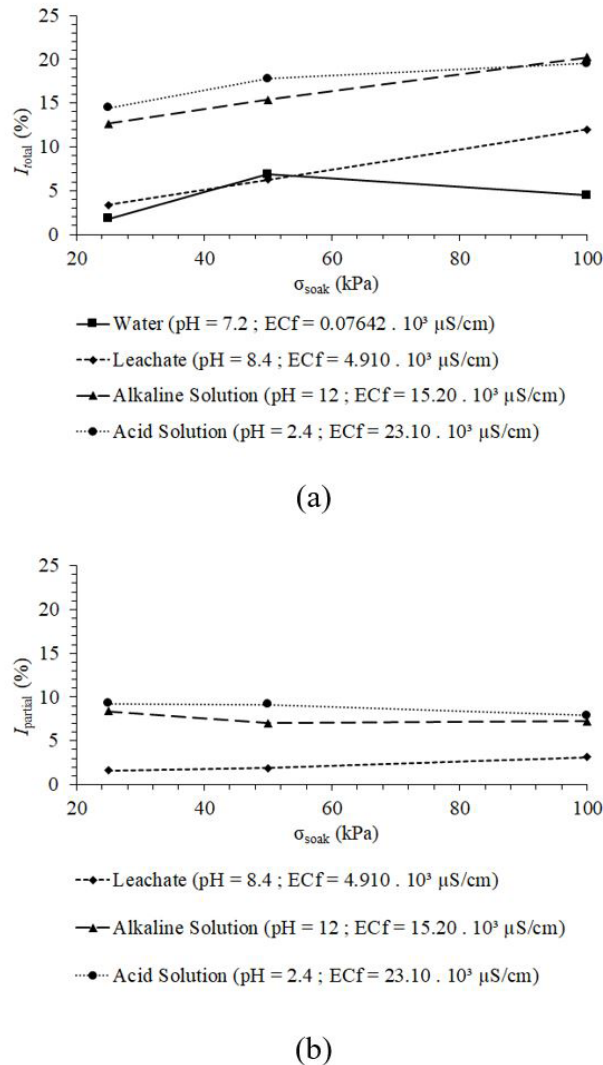 25
20
15
10
5
0
I_total (%)
20 40 60 80 100
σ_soak (kPa)
Water (pH = 7.2 ; ECf = 0.07642 . 10³ µS/cm)
Leachate (pH = 8.4 ; ECf = 4.910 . 10³ µS/cm)
Alkaline Solution (pH = 12 ; ECf = 15.20 . 10³ µS/cm)
Acid Solution (pH = 2.4 ; ECf = 23.10 . 10³ µS/cm)
(a)
25
20
15
10
5
0
I_partial (%)
20 40 60 80 100
σ_soak (kPa)
Leachate (pH = 8.4 ; ECf = 4.910 . 10³ µS/cm)
Alkaline Solution (pH = 12 ; ECf = 15.20 . 10³ µS/cm)
Acid Solution (pH = 2.4 ; ECf = 23.10 . 10³ µS/cm)
(b)